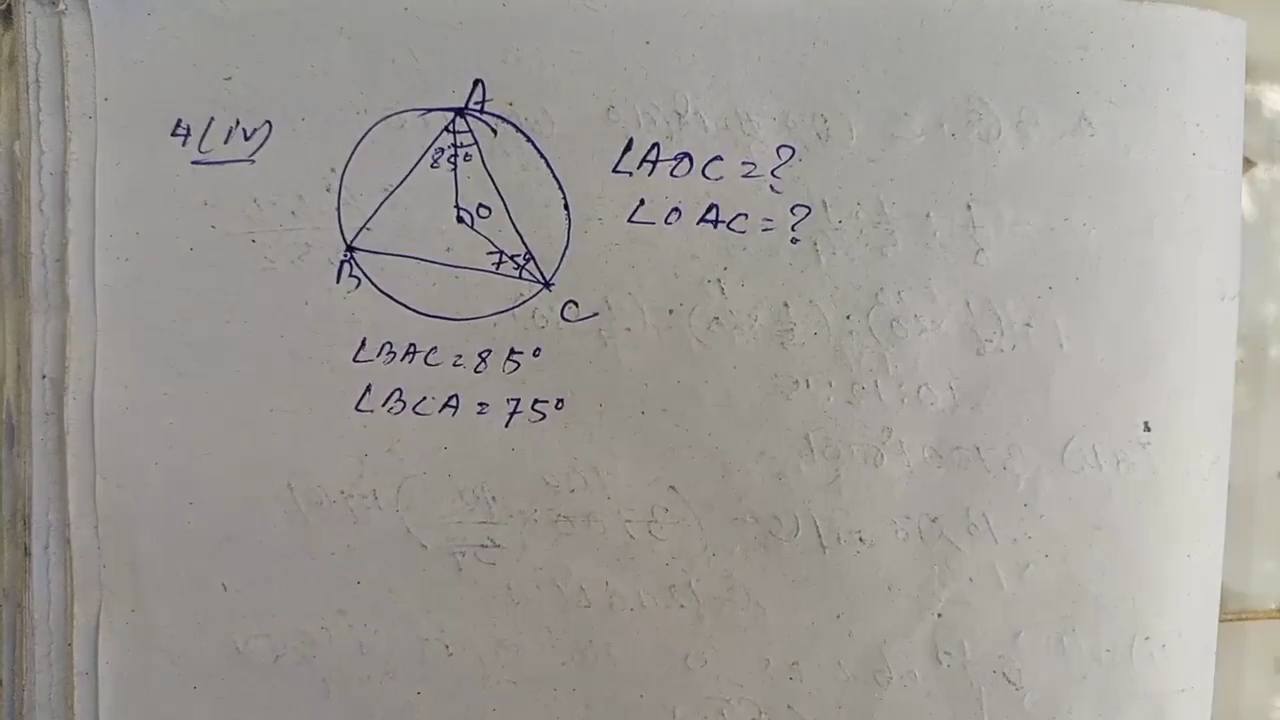 4(iv)
A
85°
O
75°
B
C
∠AOC = ?
∠OAC = ?
∠BAC = 85°
∠BCA = 75°